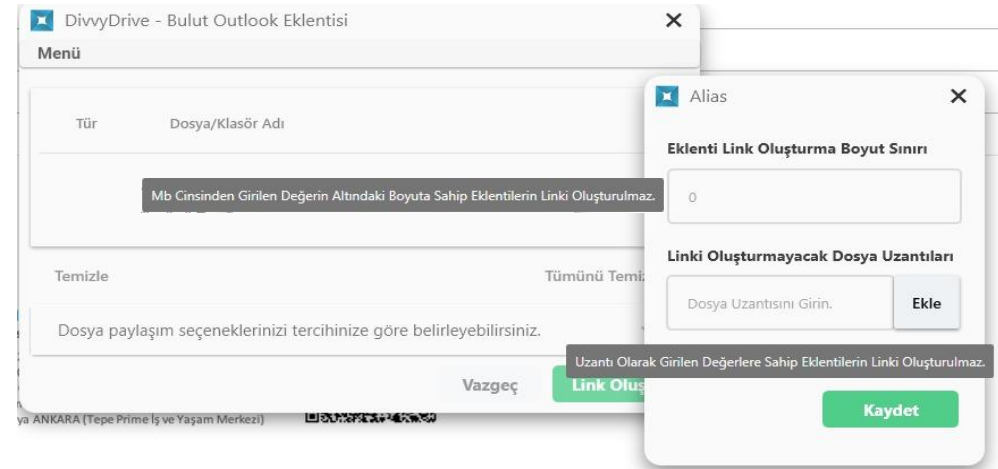 DivvyDrive - Bulut Outlook Eklentisi
Menü
Tür Dosya/Klasör Adı
Mb Cinsinden Girilen Değerin Altındaki Boyuta Sahip Eklentilerin Linki Oluşturulmaz.
Temizle Tümünü Temi
Dosya paylaşım seçeneklerinizi tercihinize göre belirleyebilirsiniz.
Vazgeç Link Oluş
ya ANKARA (Tepe Prime İş ve Yaşam Merkezi)
Alias
Eklenti Link Oluşturma Boyut Sınırı
0
Linki Oluşturmayacak Dosya Uzantıları
Dosya Uzantısını Girin. Ekle
Uzantı Olarak Girilen Değerlere Sahip Eklentilerin Linki Oluşturulmaz.
Kaydet